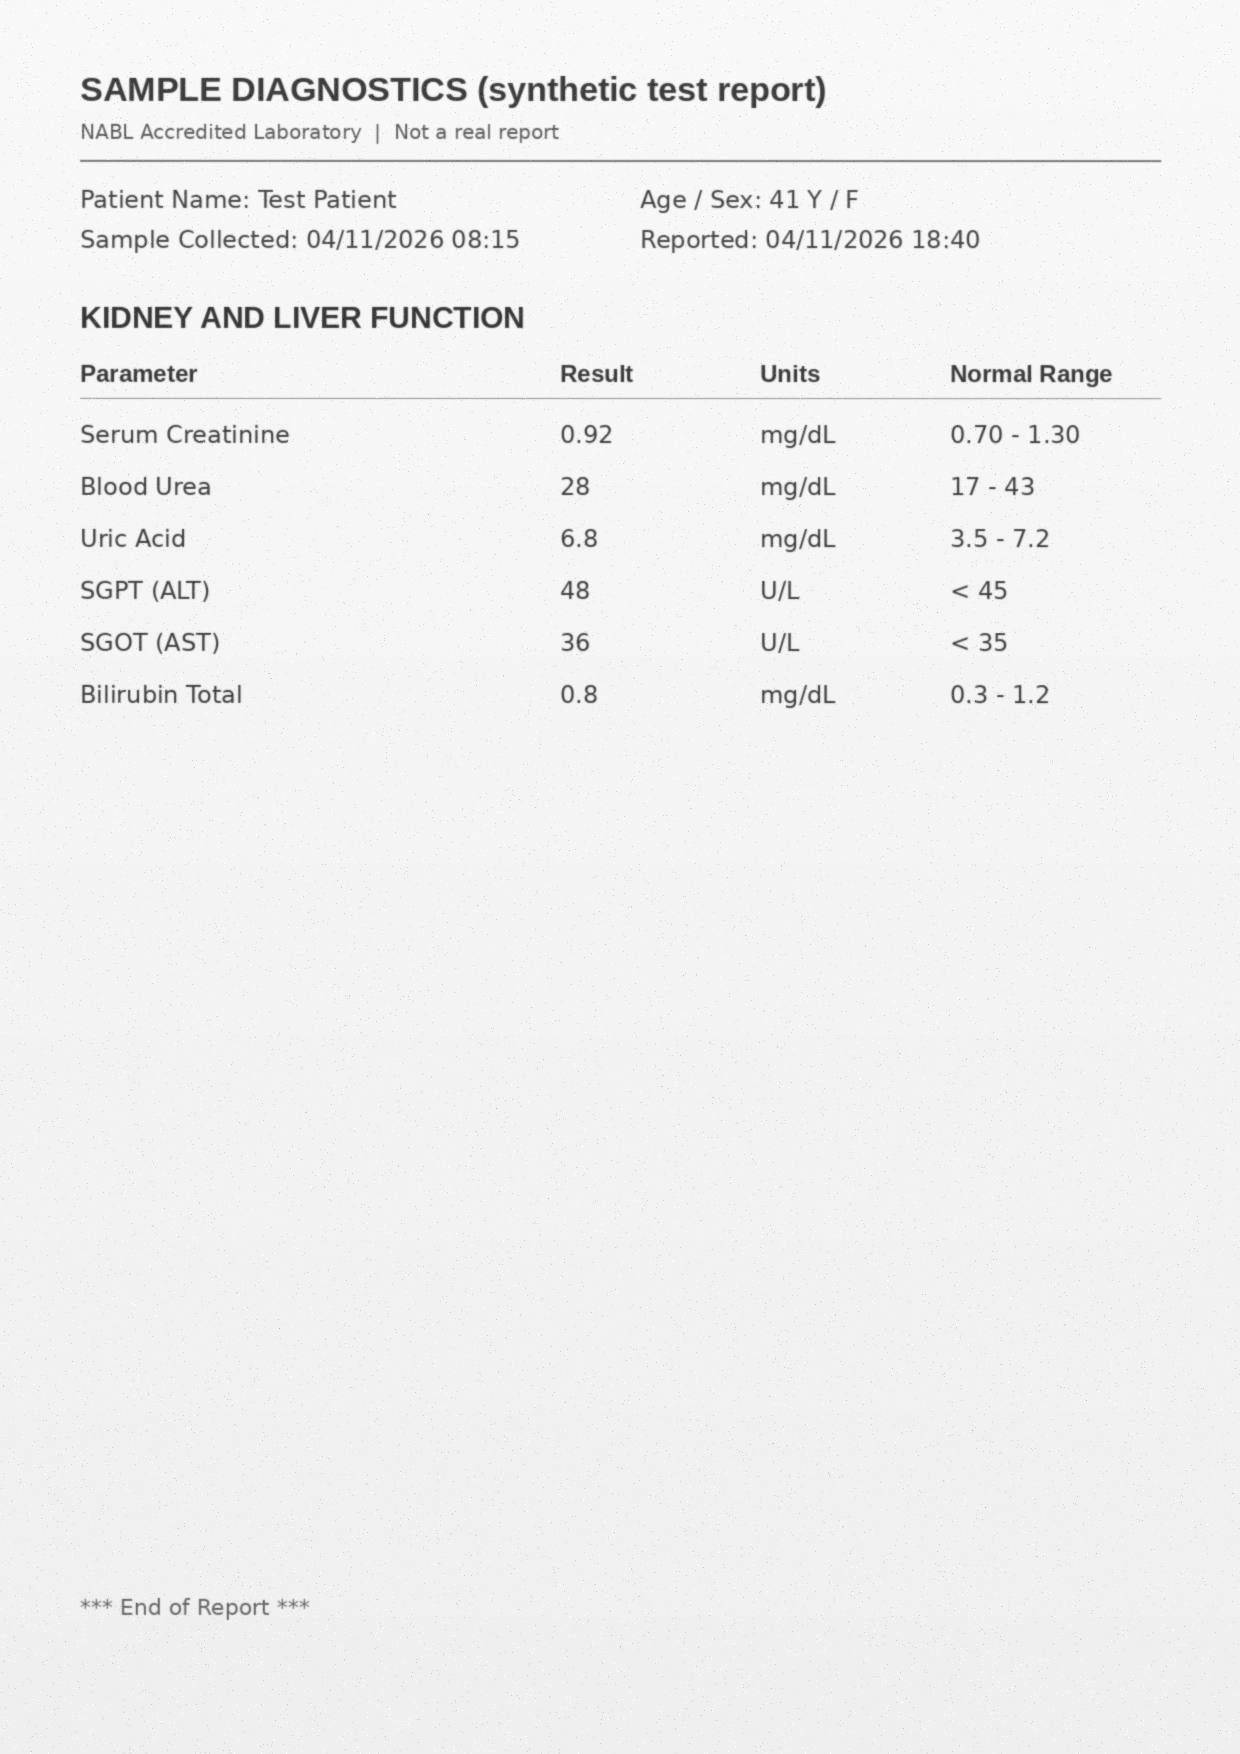 SAMPLE DIAGNOSTICS (synthetic test report)
NABL Accredited Laboratory | Not a real report
Patient Name: Test Patient Age / Sex: 41 Y / F
Sample Collected: 04/11/2026 08:15 Reported: 04/11/2026 18:40
KIDNEY AND LIVER FUNCTION
Parameter Result Units Normal Range
Serum Creatinine 0.92 mg/dL 0.70 - 1.30
Blood Urea 28 mg/dL 17 - 43
Uric Acid 6.8 mg/dL 3.5 - 7.2
SGPT (ALT) 48 U/L < 45
SGOT (AST) 36 U/L < 35
Bilirubin Total 0.8 mg/dL 0.3 - 1.2
*** End of Report ***